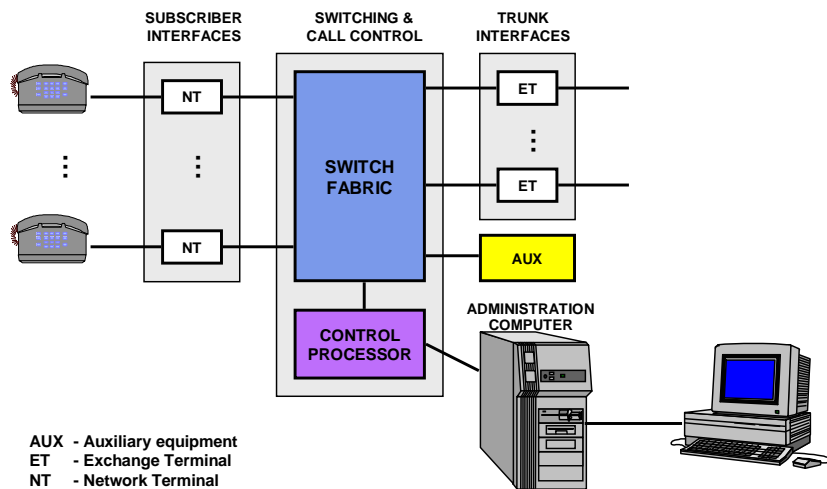 SUBSCRIBER
INTERFACES
SWITCHING &
CALL CONTROL
TRUNK
INTERFACES
NT
ET
SWITCH
FABRIC
ET
NT
AUX
CONTROL
PROCESSOR
ADMINISTRATION
COMPUTER
AUX - Auxiliary equipment
ET - Exchange Terminal
NT - Network Terminal